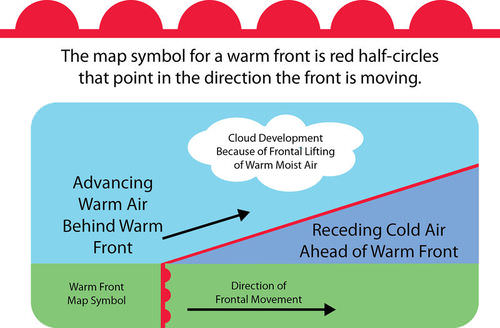 The map symbol for a warm front is red half-circles
that point in the direction the front is moving.
Cloud Development
Because of Frontal Lifting
of Warm Moist Air
Advancing
Warm Air
Behind Warm
Front
Receding Cold Air
Ahead of Warm Front
Warm Front
Map Symbol
Direction of
Frontal Movement